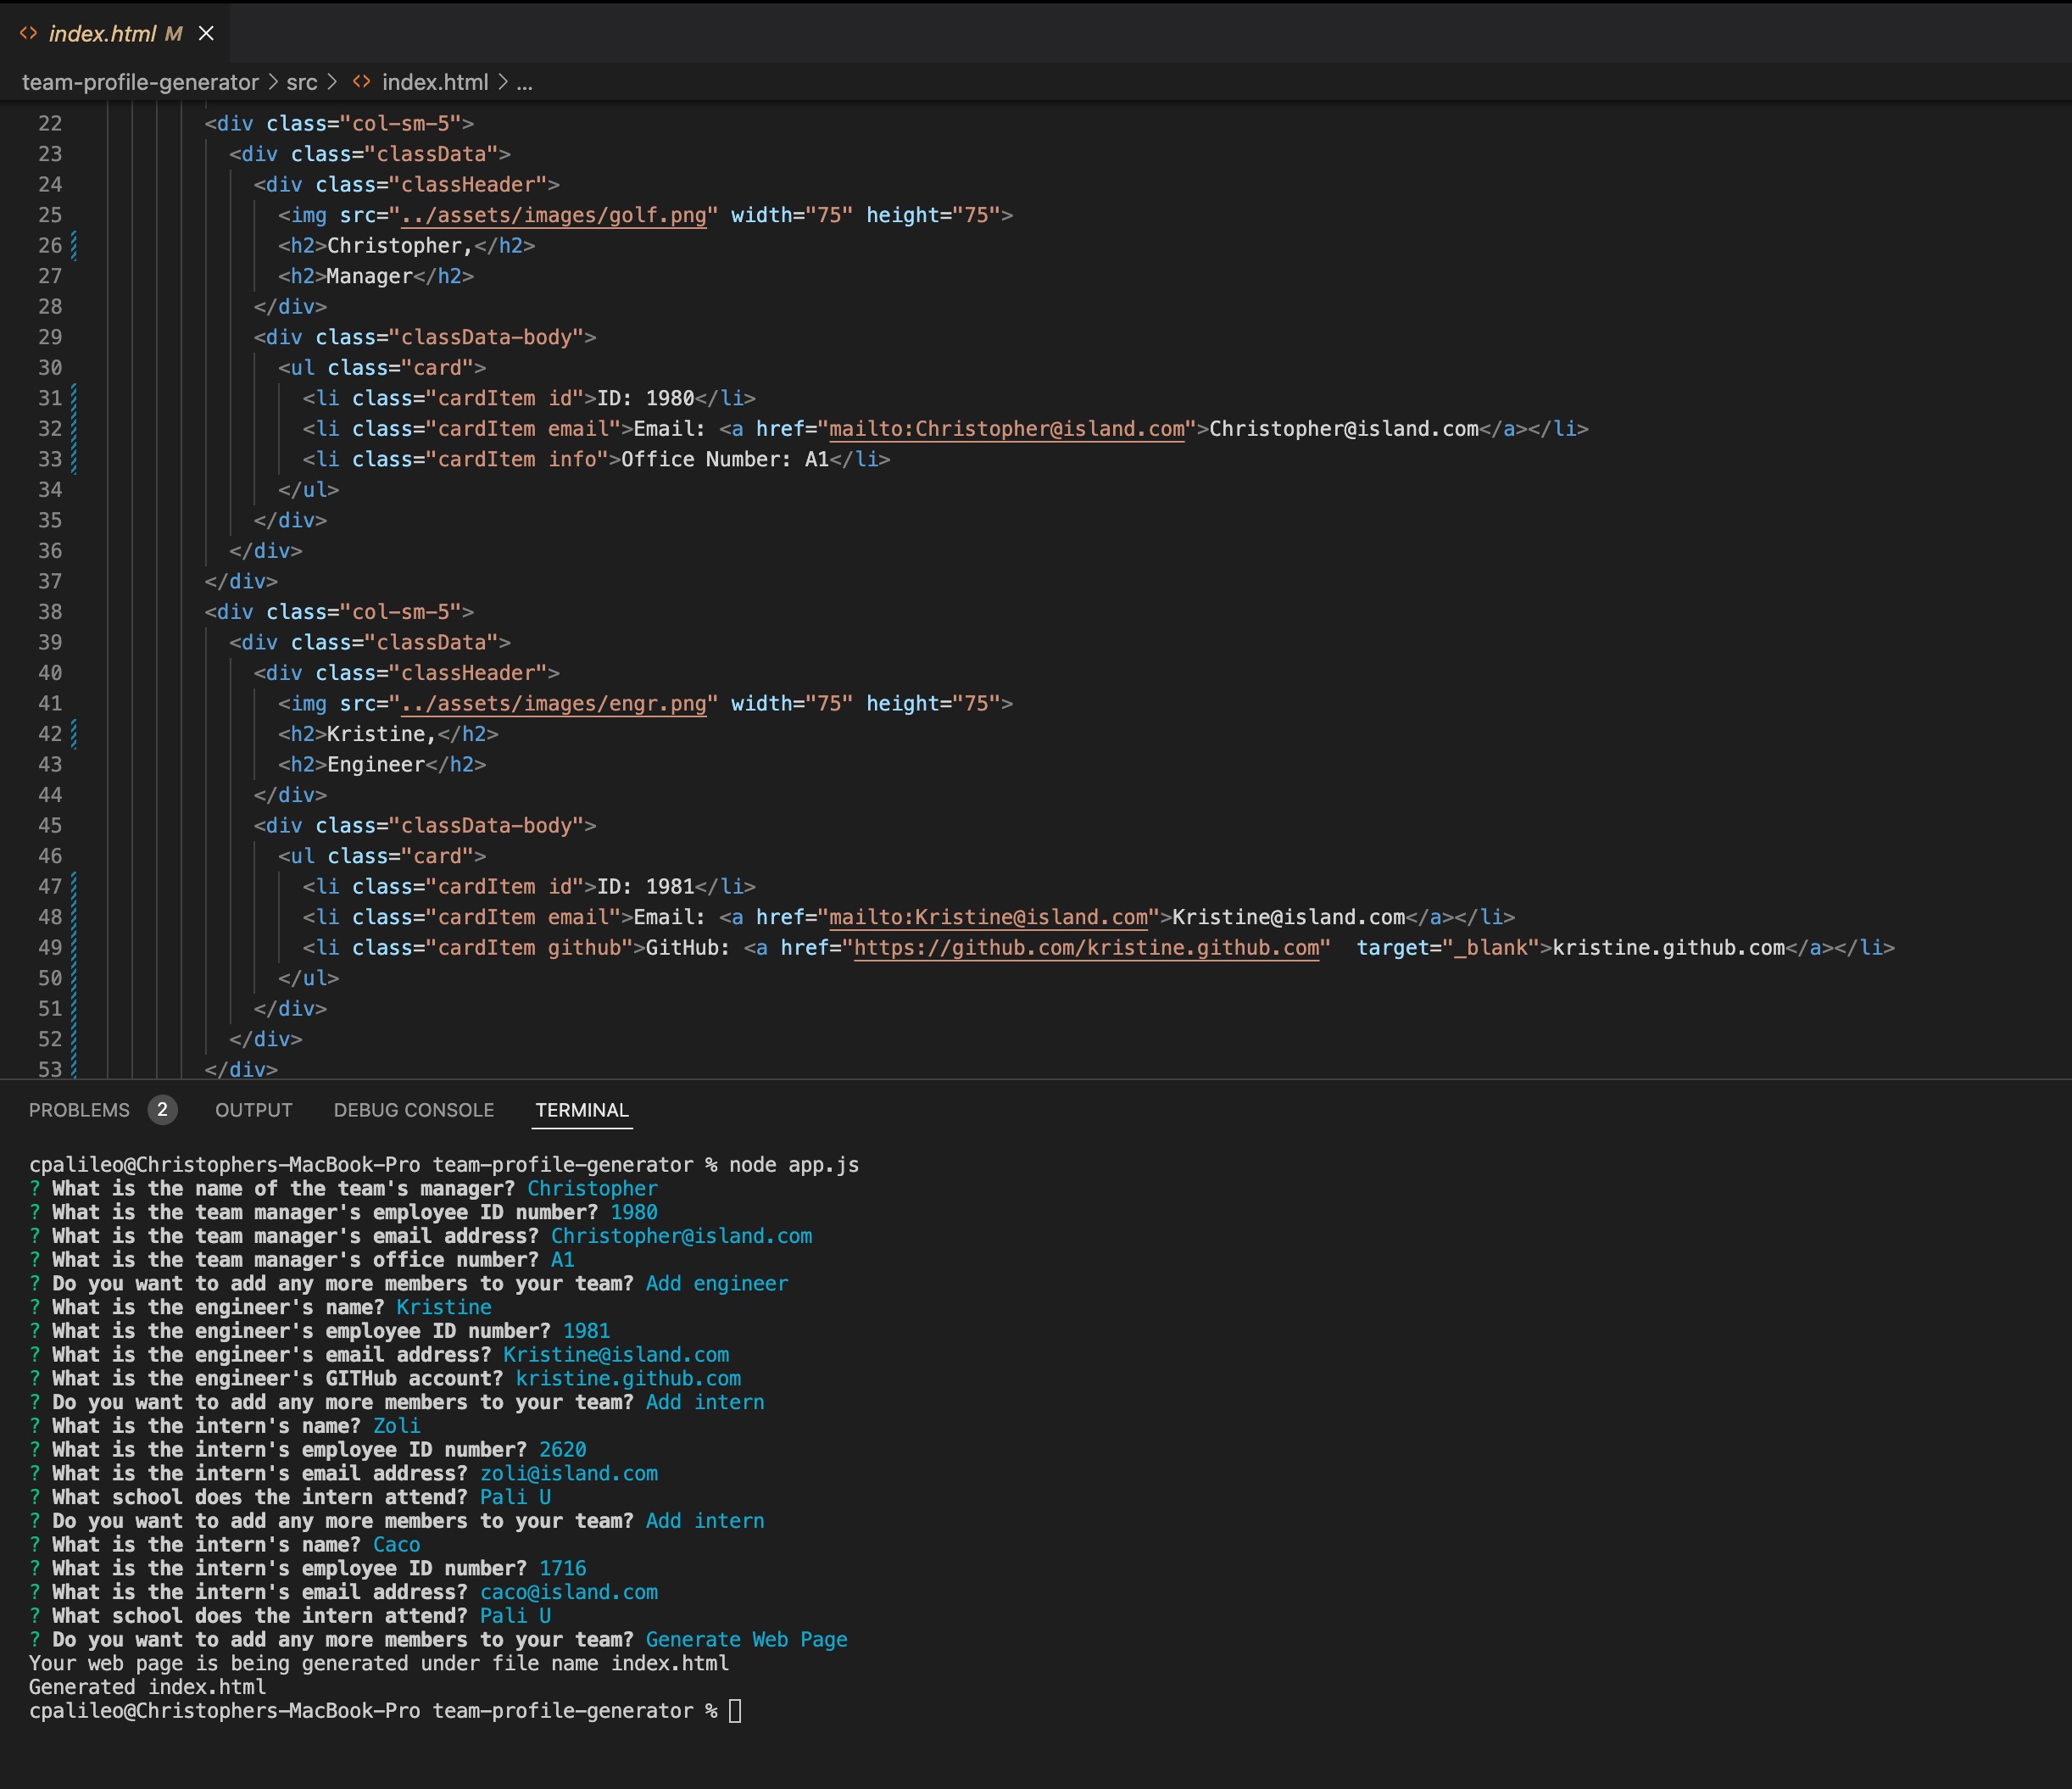 index.html M
team-profile-generator > src > index.html > ...
22 <div class="col-sm-5">
23 <div class="classData">
24 <div class="classHeader">
25 <img src="../assets/images/golf.png" width="75" height="75">
26 <h2>Christopher,</h2>
27 <h2>Manager</h2>
28 </div>
29 <div class="classData-body">
30 <ul class="card">
31 <li class="cardItem id">ID: 1980</li>
32 <li class="cardItem email">Email: <a href="mailto:Christopher@island.com">Christopher@island.com</a></li>
33 <li class="cardItem info">Office Number: A1</li>
34 </ul>
35 </div>
36 </div>
37 </div>
38 <div class="col-sm-5">
39 <div class="classData">
40 <div class="classHeader">
41 <img src="../assets/images/engr.png" width="75" height="75">
42 <h2>Kristine,</h2>
43 <h2>Engineer</h2>
44 </div>
45 <div class="classData-body">
46 <ul class="card">
47 <li class="cardItem id">ID: 1981</li>
48 <li class="cardItem email">Email: <a href="mailto:Kristine@island.com">Kristine@island.com</a></li>
49 <li class="cardItem github">GitHub: <a href="https://github.com/kristine.github.com"  target="_blank">kristine.github.com</a></li>
50 </ul>
51 </div>
52 </div>
53 </div>
PROBLEMS 2 OUTPUT DEBUG CONSOLE TERMINAL
cpalileo@Christophers-MacBook-Pro team-profile-generator % node app.js
? What is the name of the team's manager? Christopher
? What is the team manager's employee ID number? 1980
? What is the team manager's email address? Christopher@island.com
? What is the team manager's office number? A1
? Do you want to add any more members to your team? Add engineer
? What is the engineer's name? Kristine
? What is the engineer's employee ID number? 1981
? What is the engineer's email address? Kristine@island.com
? What is the engineer's GITHub account? kristine.github.com
? Do you want to add any more members to your team? Add intern
? What is the intern's name? Zoli
? What is the intern's employee ID number? 2620
? What is the intern's email address? zoli@island.com
? What school does the intern attend? Pali U
? Do you want to add any more members to your team? Add intern
? What is the intern's name? Caco
? What is the intern's employee ID number? 1716
? What is the intern's email address? caco@island.com
? What school does the intern attend? Pali U
? Do you want to add any more members to your team? Generate Web Page
Your web page is being generated under file name index.html
Generated index.html
cpalileo@Christophers-MacBook-Pro team-profile-generator %